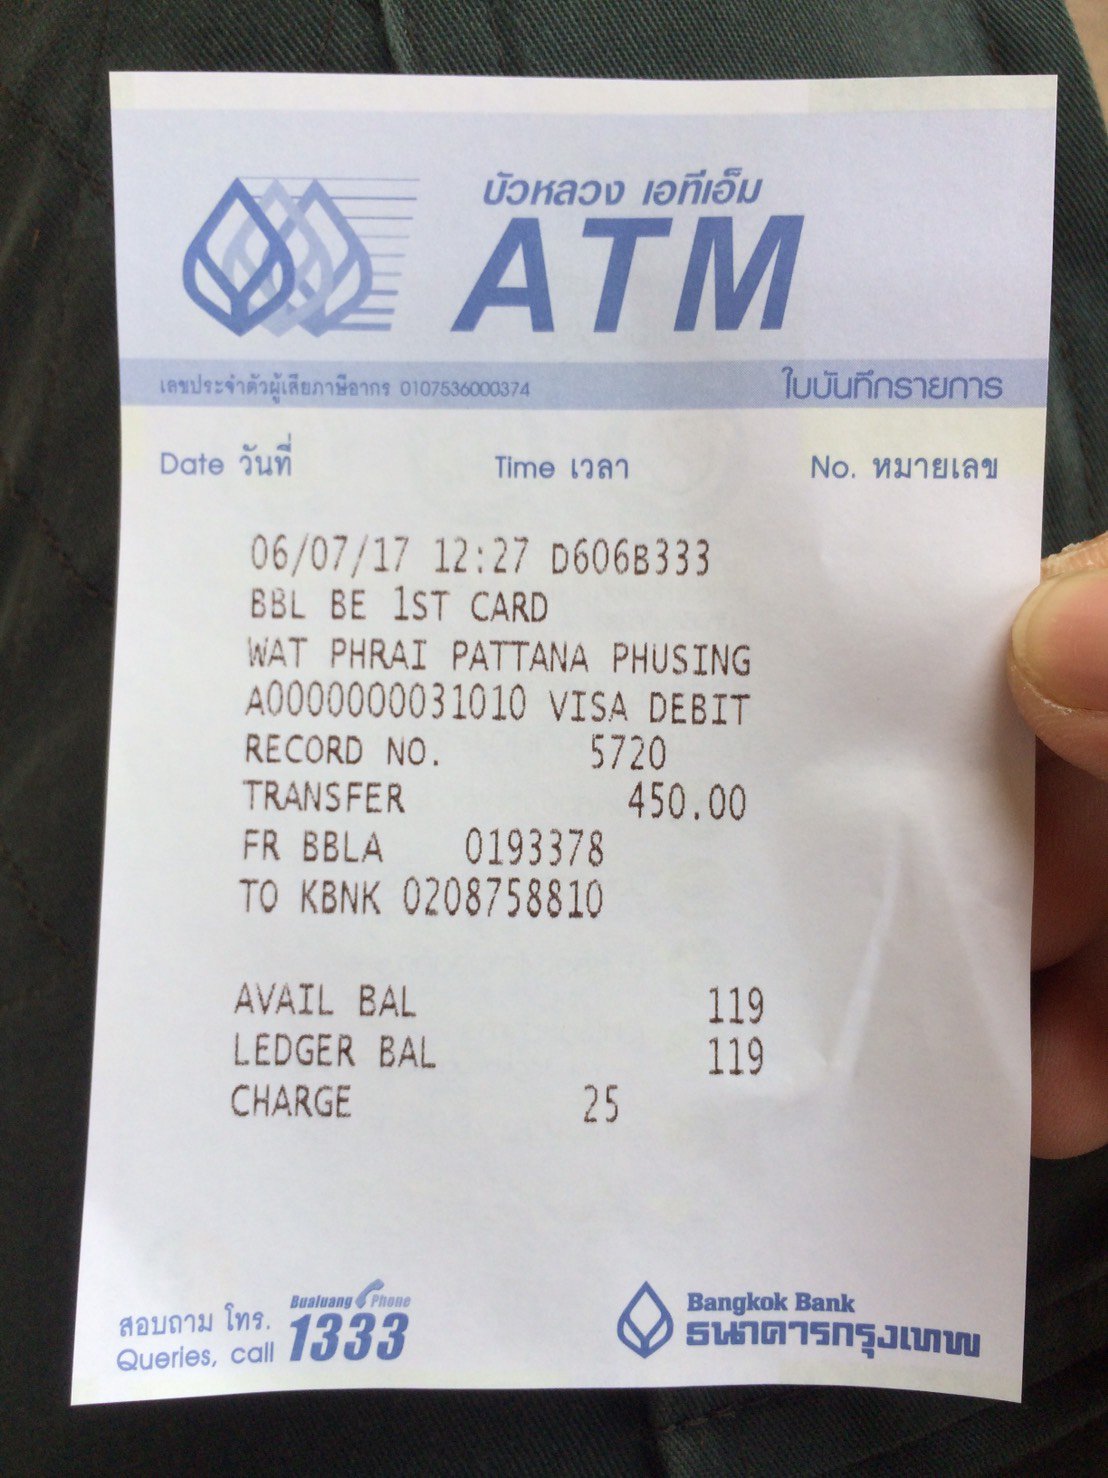 บัวหลวง เอทีเอ็ม
ATM
เลขประจำตัวผู้เสียภาษีอากร 0107536000374 ใบบันทึกรายการ
Date วันที่ Time เวลา No. หมายเลข
06/07/17 12:27 D606B333
BBL BE 1ST CARD
WAT PHRAI PATTANA PHUSING
A0000000031010 VISA DEBIT
RECORD NO. 5720
TRANSFER 450.00
FR BBLA 0193378
TO KBNK 0208758810
AVAIL BAL 119
LEDGER BAL 119
CHARGE 25
สอบถาม โทร.
Queries, call
Bualuang Phone
1333
Bangkok Bank
ธนาคารกรุงเทพ